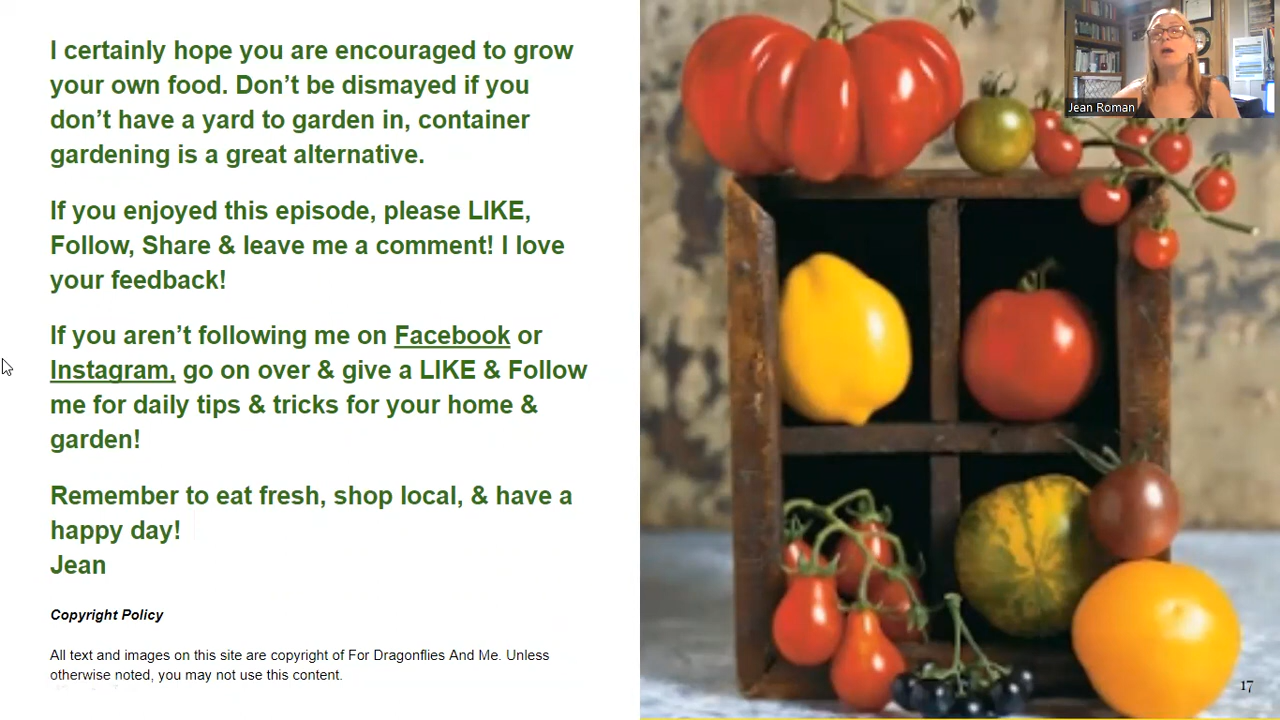 I certainly hope you are encouraged to grow
your own food. Don’t be dismayed if you
don’t have a yard to garden in, container
gardening is a great alternative.
If you enjoyed this episode, please LIKE,
Follow, Share & leave me a comment! I love
your feedback!
If you aren’t following me on Facebook or
Instagram, go on over & give a LIKE & Follow
me for daily tips & tricks for your home &
garden!
Remember to eat fresh, shop local, & have a
happy day!
Jean
Copyright Policy
All text and images on this site are copyright of For Dragonflies And Me. Unless
otherwise noted, you may not use this content.
Jean Roman
17